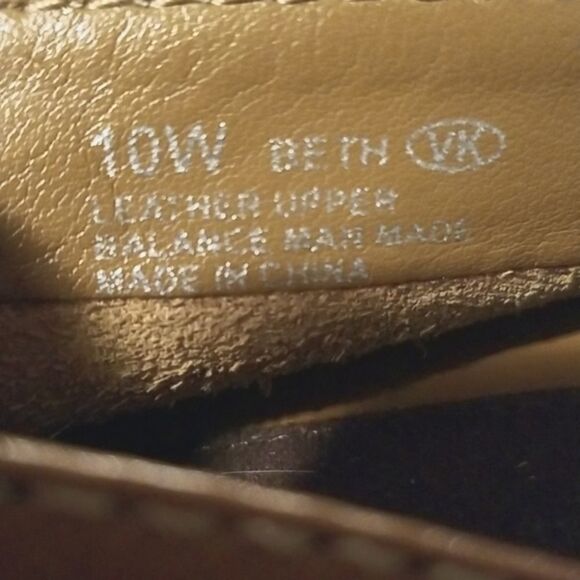 10W BETH VK
LEATHER UPPER
BALANCE MAN MADE
MADE IN CHINA